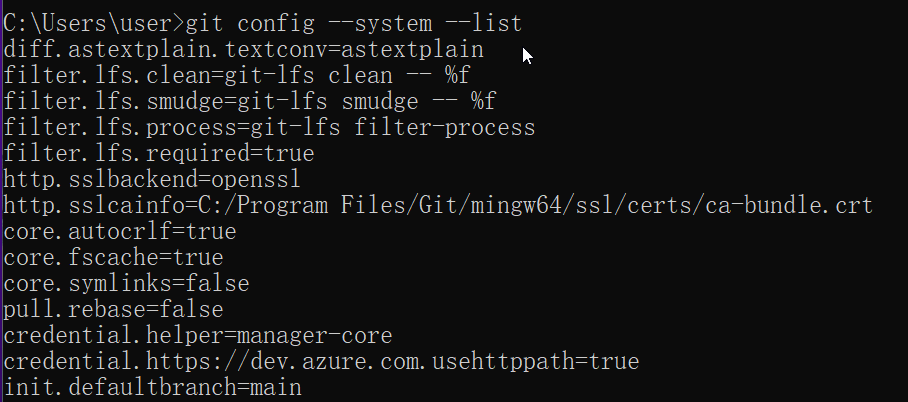 C:\Users\user>git config --system --list
diff.astextplain.textconv=astextplain
filter.lfs.clean=git-lfs clean -- %f
filter.lfs.smudge=git-lfs smudge -- %f
filter.lfs.process=git-lfs filter-process
filter.lfs.required=true
http.sslbackend=openssl
http.sslcainfo=C:/Program Files/Git/mingw64/ssl/certs/ca-bundle.crt
core.autocrlf=true
core.fscache=true
core.symlinks=false
pull.rebase=false
credential.helper=manager-core
credential.https://dev.azure.com.usehttppath=true
init.defaultbranch=main